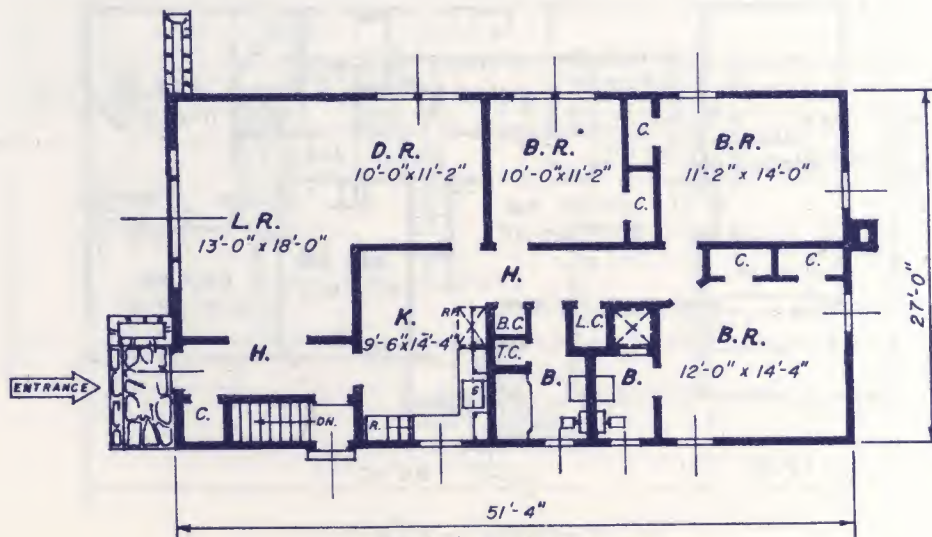 D.R.
10'-0"x11'-2"
B.R.
10'-0"x11'-2"
C.
C.
B.R.
11'-2" x 14'-0"
L.R.
13'-0" x 18'-0"
H.
C.
C.
K.
9'-6"x14'-4"
RF.
B.C.
L.C.
T.C.
B.R.
12'-0" x 14'-4"
27'-0"
H.
S
B.
B.
ENTRANCE
C.
DN.
R.
51'-4"